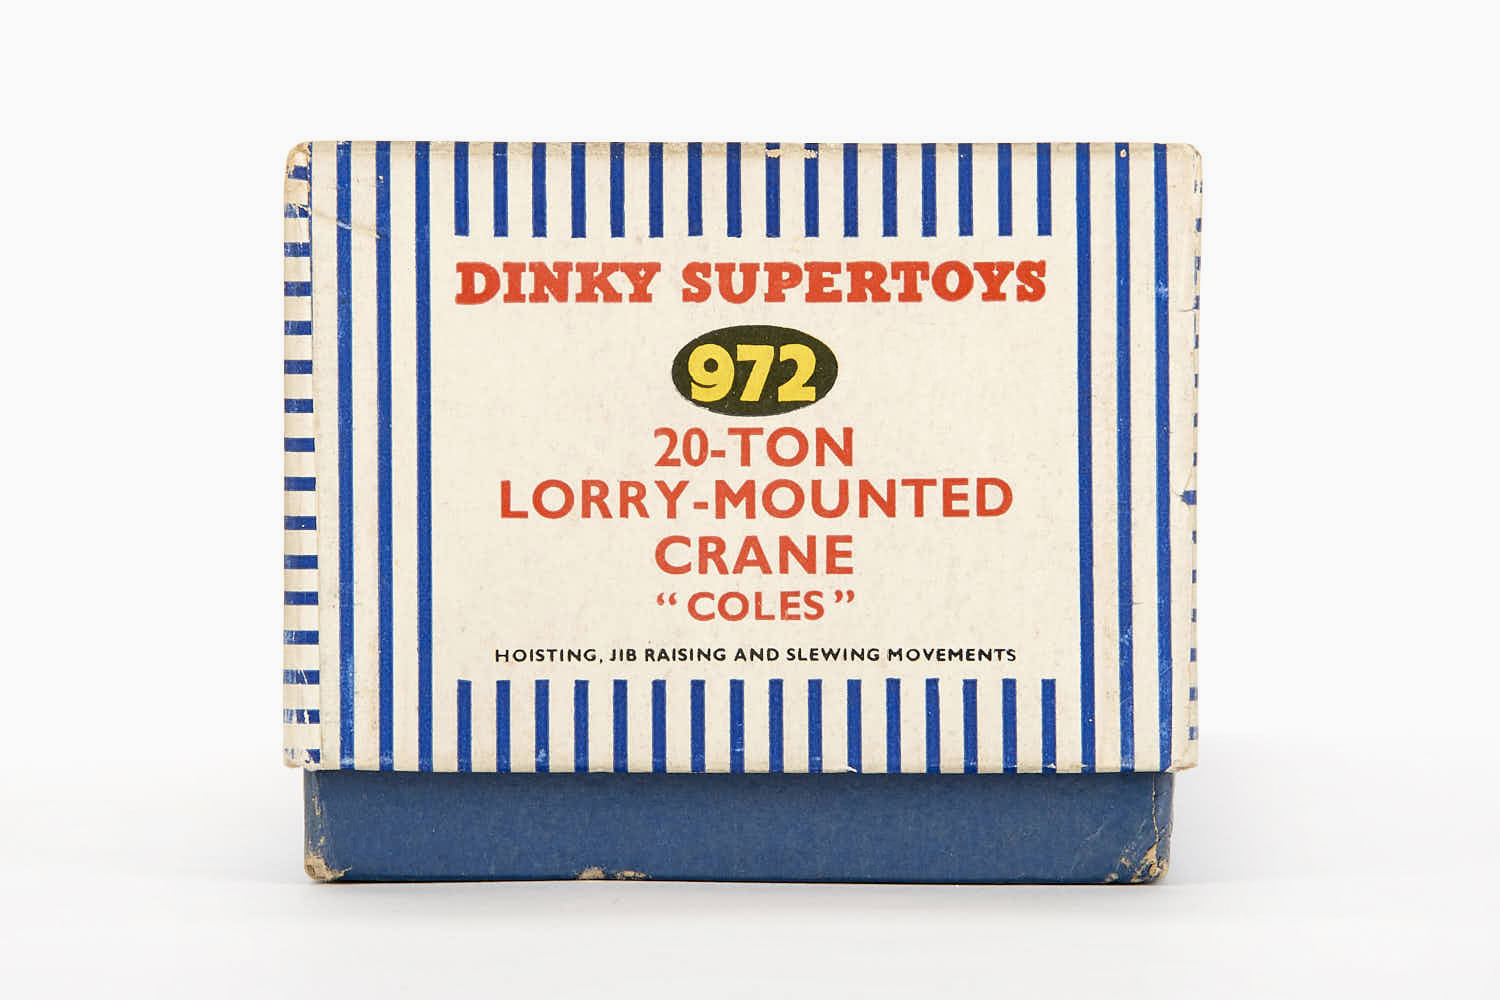 DINKY SUPERTOYS
972
20-TON
LORRY-MOUNTED
CRANE
“COLES”
HOISTING, JIB RAISING AND SLEWING MOVEMENTS